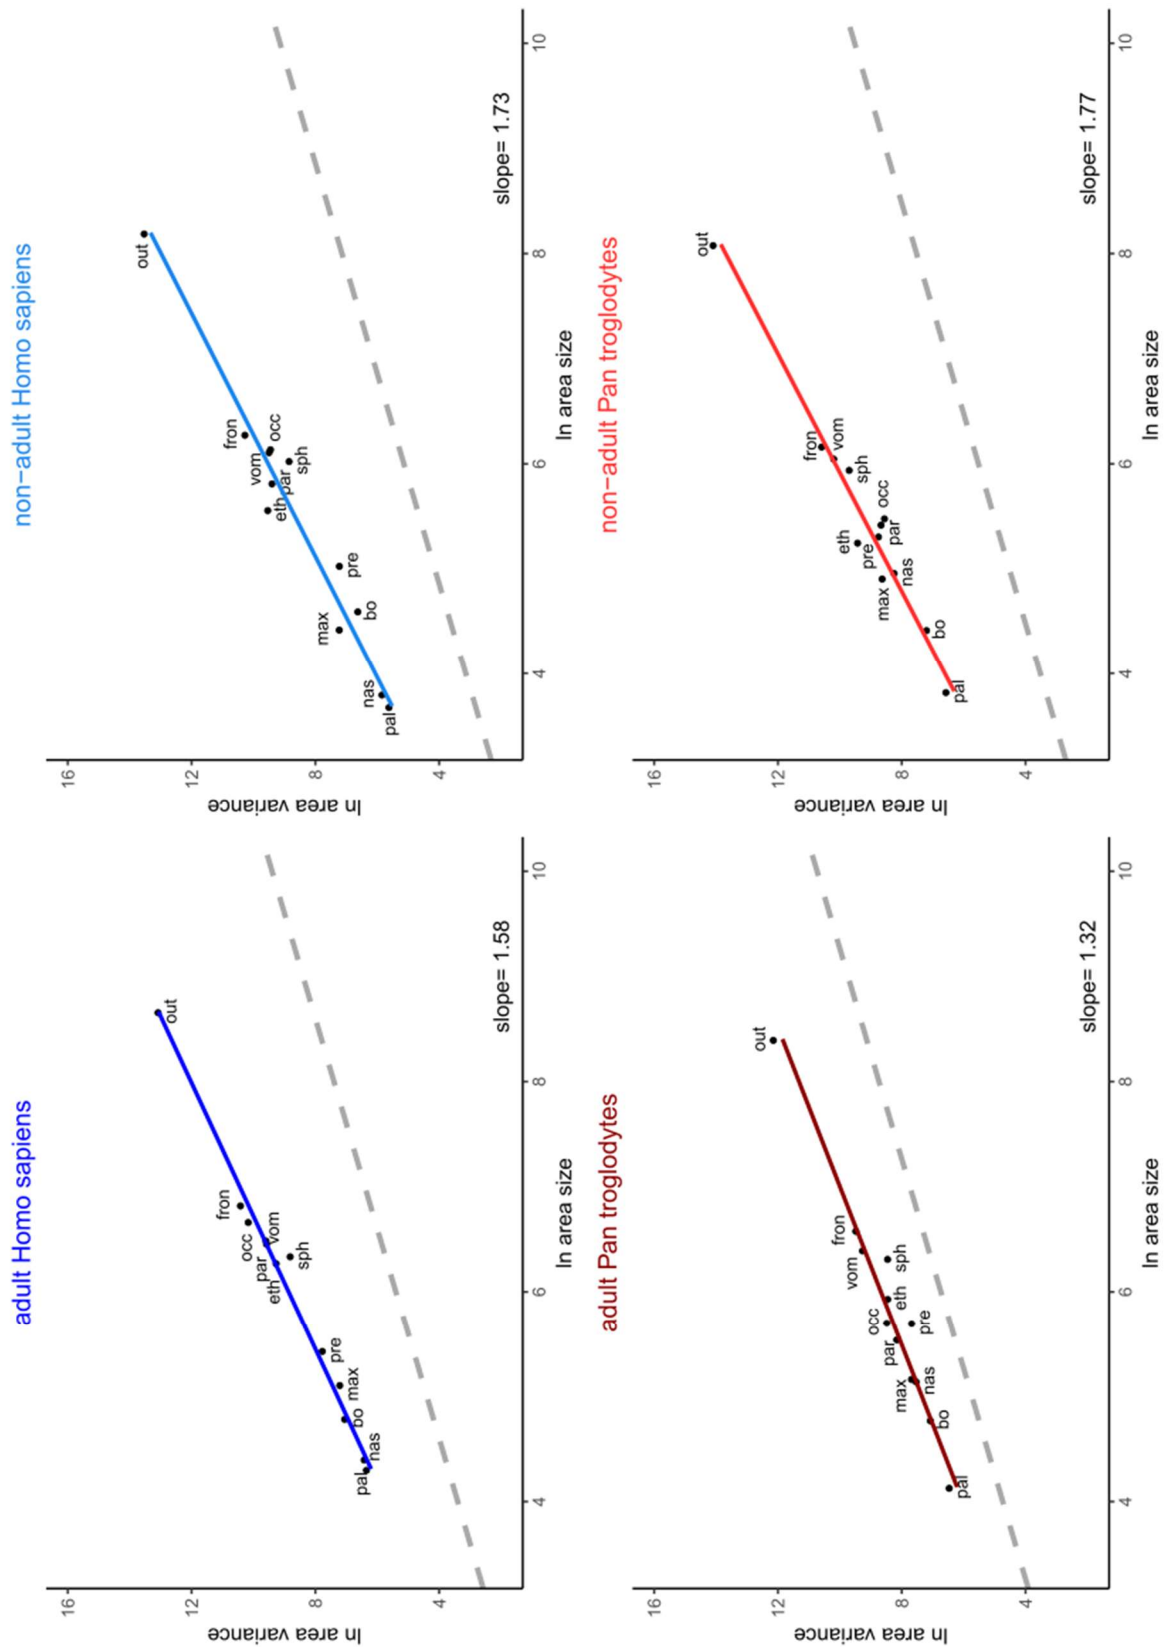 adult Homo sapiens
16
12
8
4
ln area variance
out
fron
occ
vom
par
sph
eth
pre
max
bo
nas
pal
slope= 1.58
4
6
8
10
ln area size
non−adult Homo sapiens
16
12
8
4
ln area variance
out
fron
occ
vom
sph
par
eth
pre
max
bo
nas
pal
slope= 1.73
4
6
8
10
ln area size
adult Pan troglodytes
16
12
8
4
ln area variance
out
fron
vom
sph
eth
occ
pre
par
max
nas
bo
pal
slope= 1.32
4
6
8
10
ln area size
non−adult Pan troglodytes
16
12
8
4
ln area variance
out
fron
vom
sph
occ
eth
par
pre
nas
max
bo
pal
slope= 1.77
4
6
8
10
ln area size